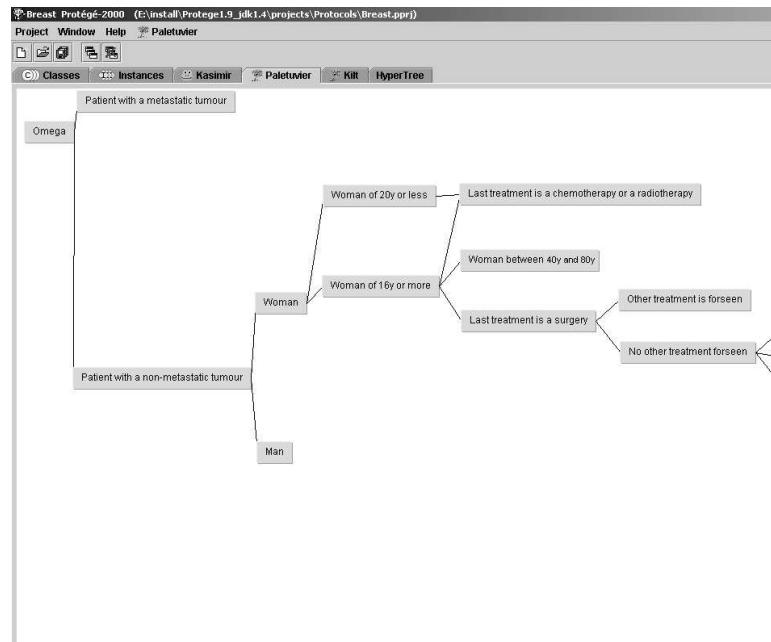 Breast Protégé-2000 (E:\install\Protege1.9_jdk1.4\projects\Protocols\Breast.pprj)
Project Window Help Paletuvier
C Classes Instances Kasimir Paletuvier Kilt HyperTree
Patient with a metastatic tumour
Omega
Woman of 20y or less
Last treatment is a chemotherapy or a radiotherapy
Woman between 40y and 80y
Woman of 16y or more
Other treatment is forseen
Woman
Last treatment is a surgery
No other treatment forseen
Patient with a non-metastatic tumour
Man